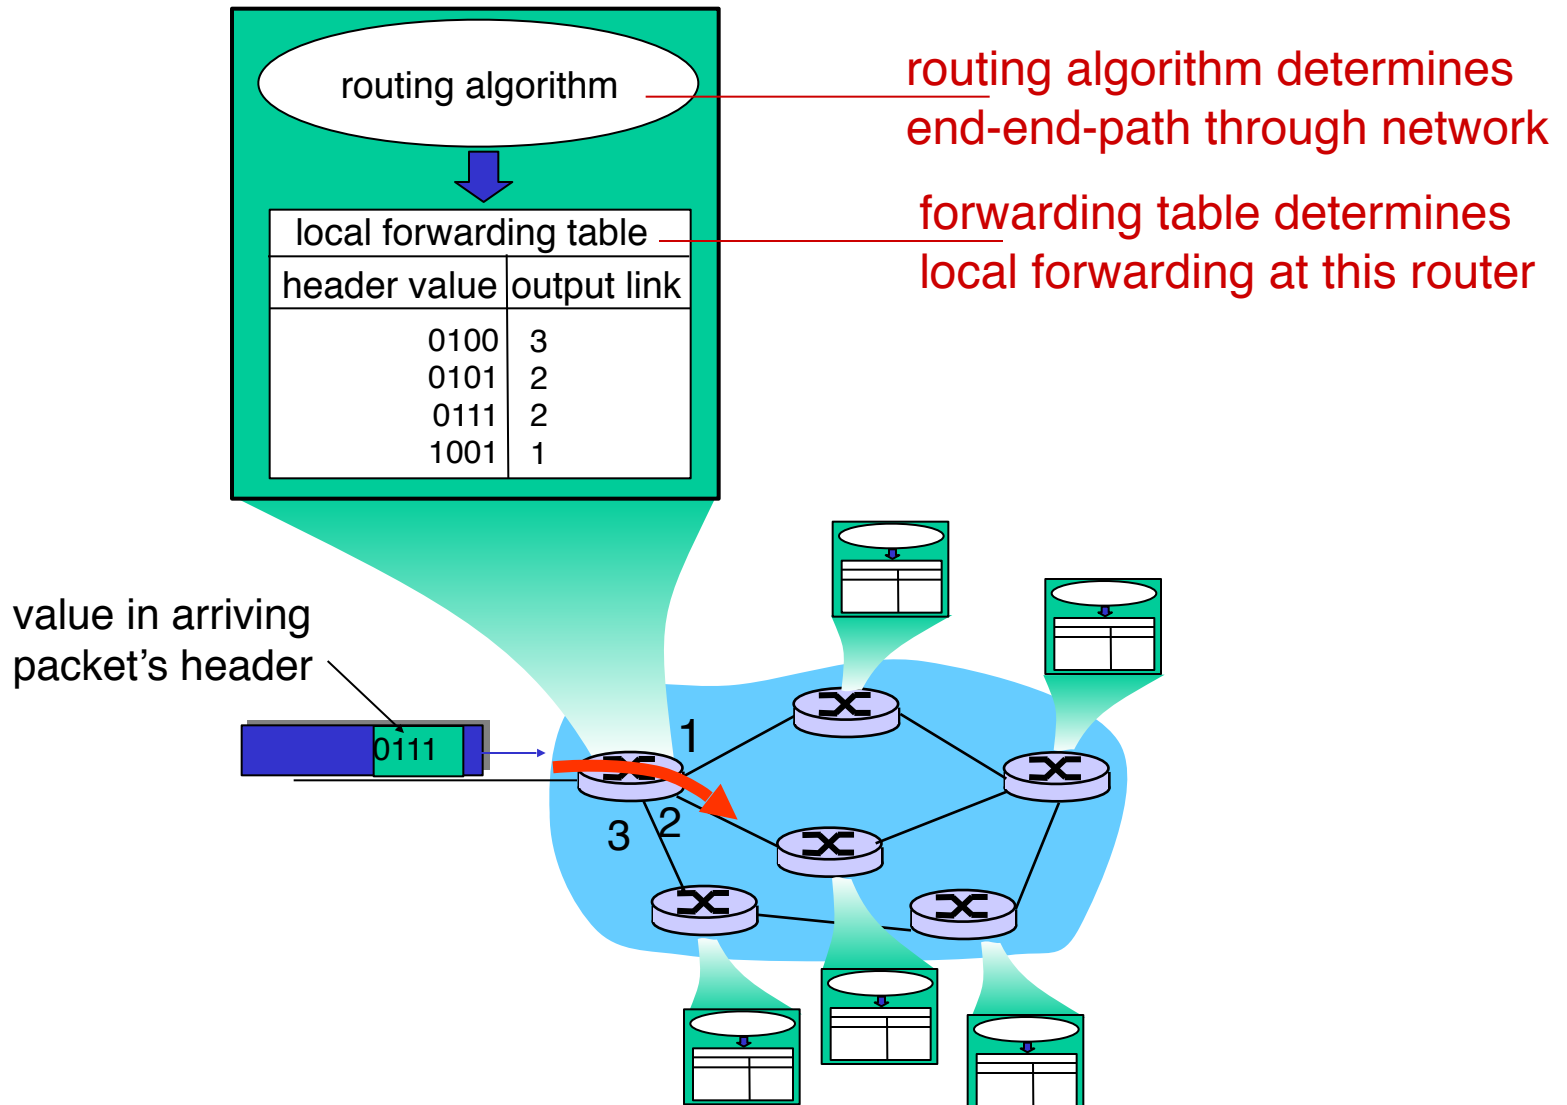 routing algorithm
routing algorithm determines
end-end-path through network
local forwarding table
forwarding table determines
local forwarding at this router
header value output link
0100 3
0101 2
0111 2
1001 1
value in arriving
packet’s header
0111
1
2
3